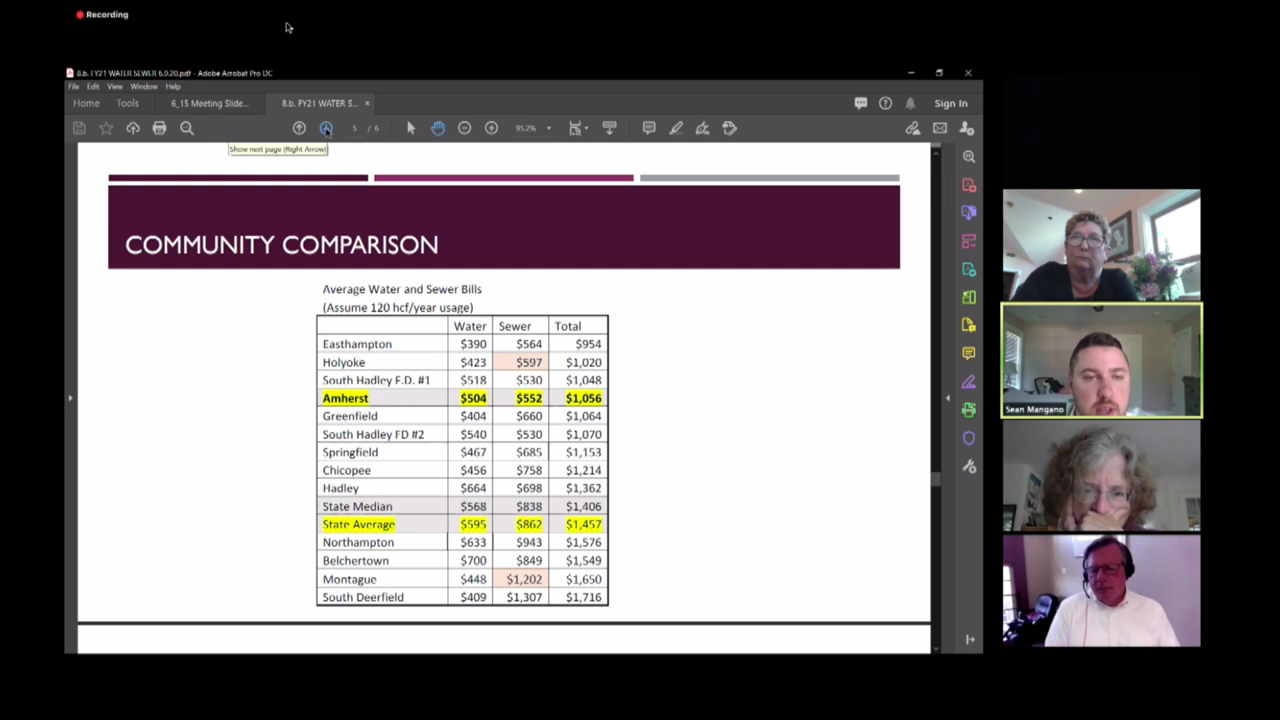 Recording
8.b. FY21 WATER SEWER 6.9.20.pdf - Adobe Acrobat Pro DC
File Edit View Window Help
Home Tools 6_15 Meeting Slide... 8.b. FY21 WATER S... × Sign In
5 / 6 95.2%
Show next page (Right Arrow)
COMMUNITY COMPARISON
Average Water and Sewer Bills
(Assume 120 hcf/year usage)
Water Sewer Total
Easthampton $390 $564 $954
Holyoke $423 $597 $1,020
South Hadley F.D. #1 $518 $530 $1,048
Amherst $504 $552 $1,056
Greenfield $404 $660 $1,064
South Hadley FD #2 $540 $530 $1,070
Springfield $467 $685 $1,153
Chicopee $456 $758 $1,214
Hadley $664 $698 $1,362
State Median $568 $838 $1,406
State Average $595 $862 $1,457
Northampton $633 $943 $1,576
Belchertown $700 $849 $1,549
Montague $448 $1,202 $1,650
South Deerfield $409 $1,307 $1,716
Sean Mangano